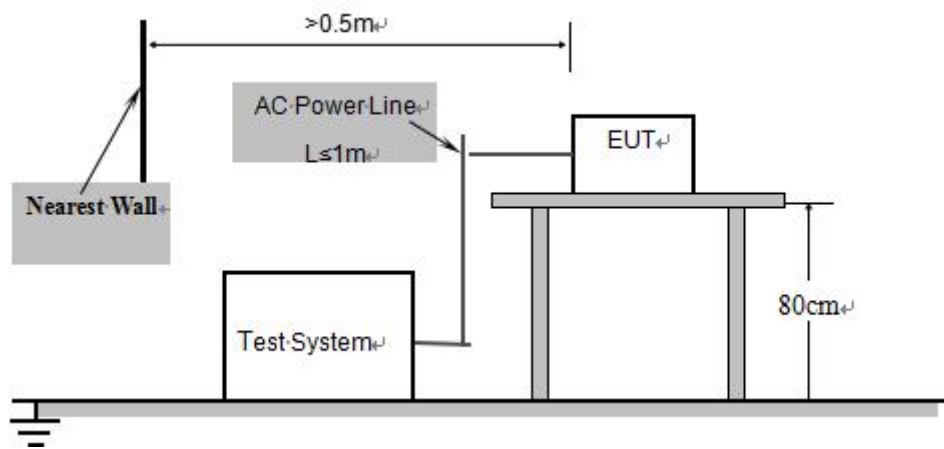 >0.5m
AC Power Line
L≤1m
EUT
Nearest Wall
80cm
Test System